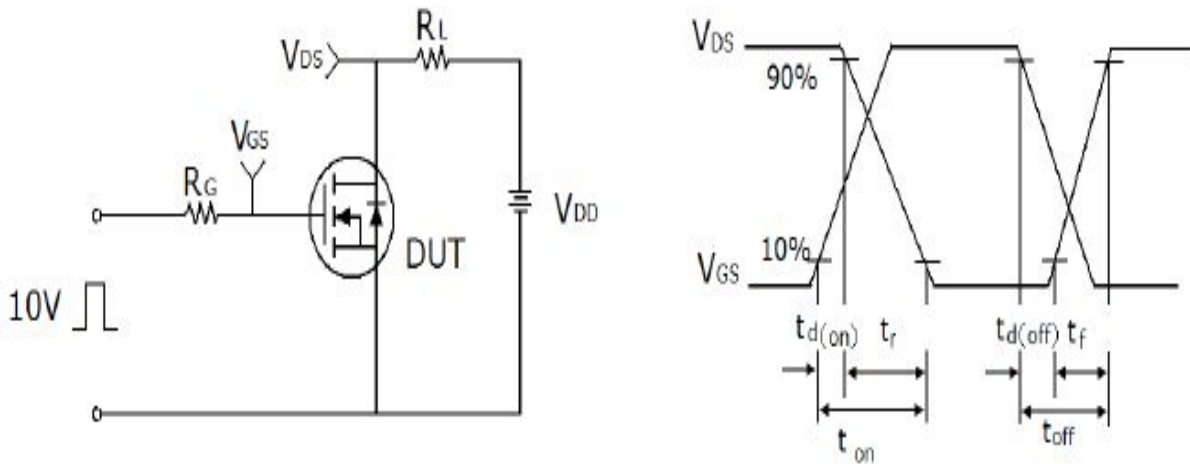 RL
VDS
VGS
RG
VDD
DUT
10V
VDS
90%
10%
VGS
td(on) tr td(off) tf
ton toff